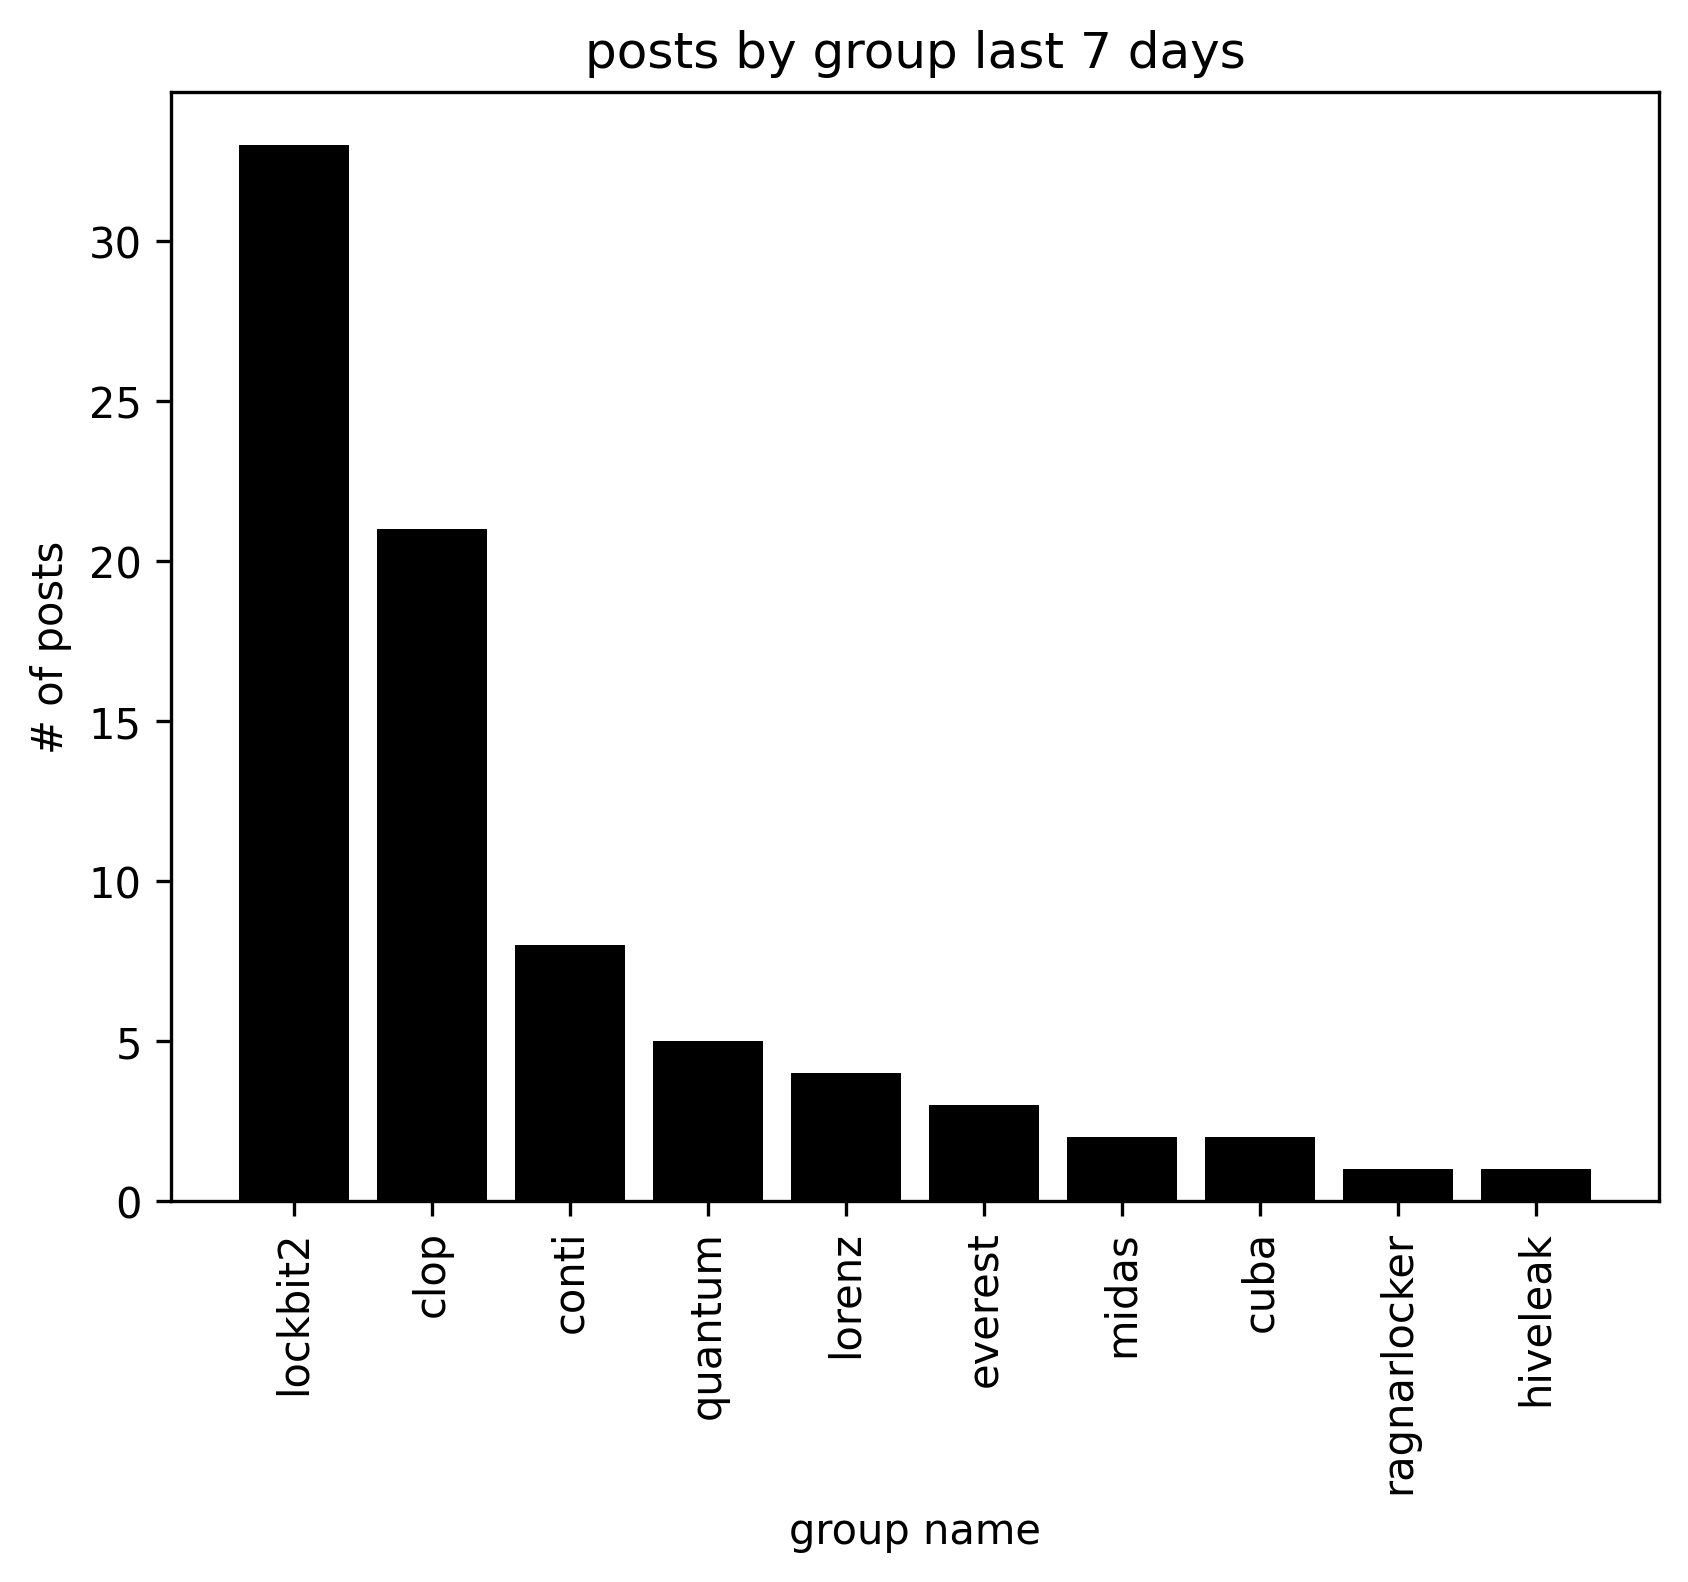 posts by group last 7 days
# of posts
30
25
20
15
10
5
0
lockbit2
clop
conti
quantum
lorenz
everest
midas
cuba
ragnarlocker
hiveleak
group name